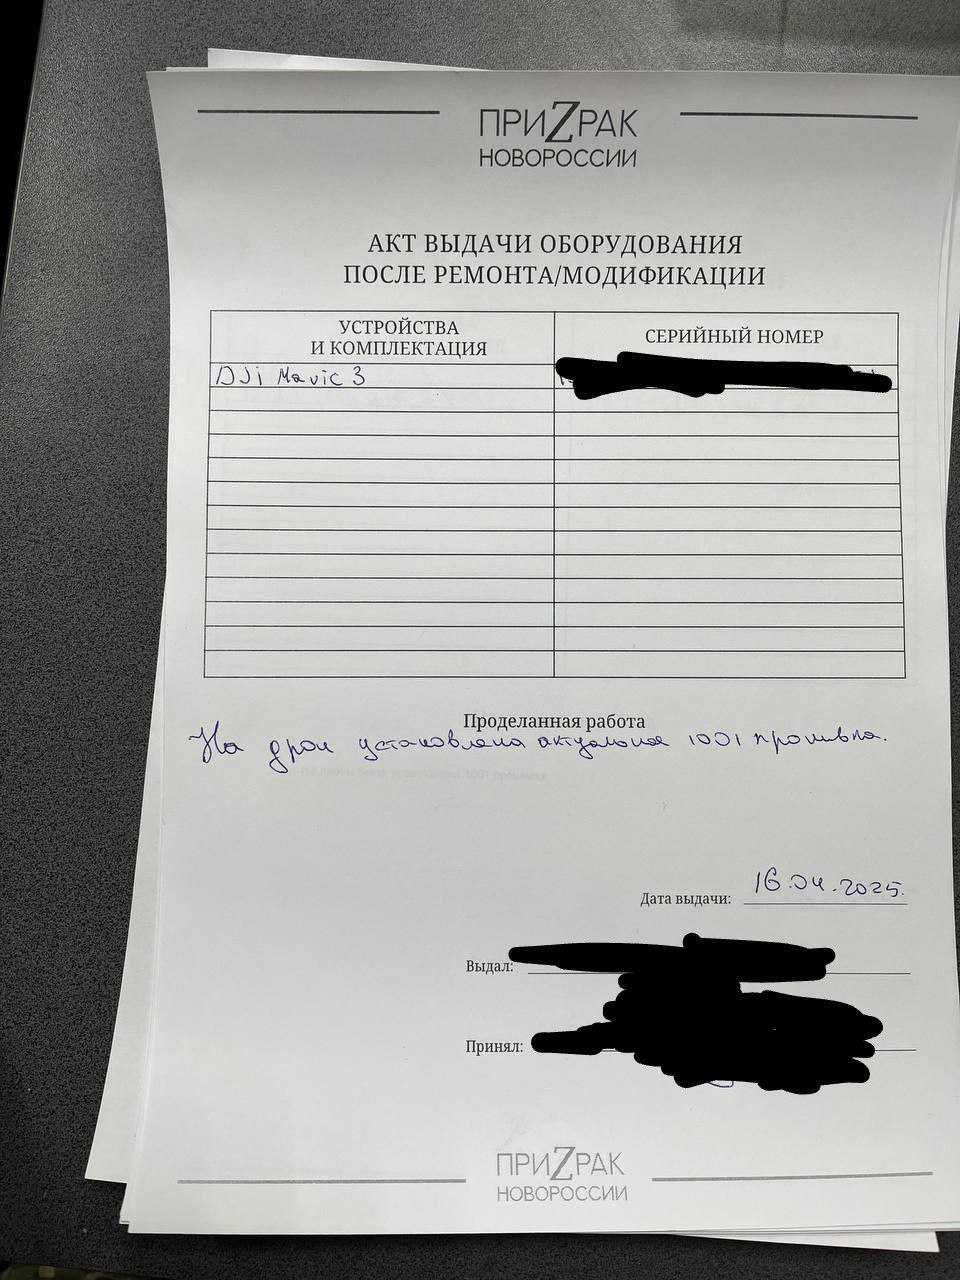 ПРИZРАК
НОВОРОССИИ
АКТ ВЫДАЧИ ОБОРУДОВАНИЯ
ПОСЛЕ РЕМОНТА/МОДИФИКАЦИИ
УСТРОЙСТВА
И КОМПЛЕКТАЦИЯ
СЕРИЙНЫЙ НОМЕР
DJi Mavic 3
Проделанная работа
На дрон установлена актуальная 1001 прошивка.
Дата выдачи: 16.04.2025.
Выдал:
Принял:
ПРИZРАК
НОВОРОССИИ